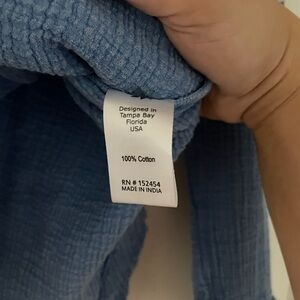 Designed in
Tampa Bay
Florida
USA
100% Cotton
RN # 152454
MADE IN INDIA